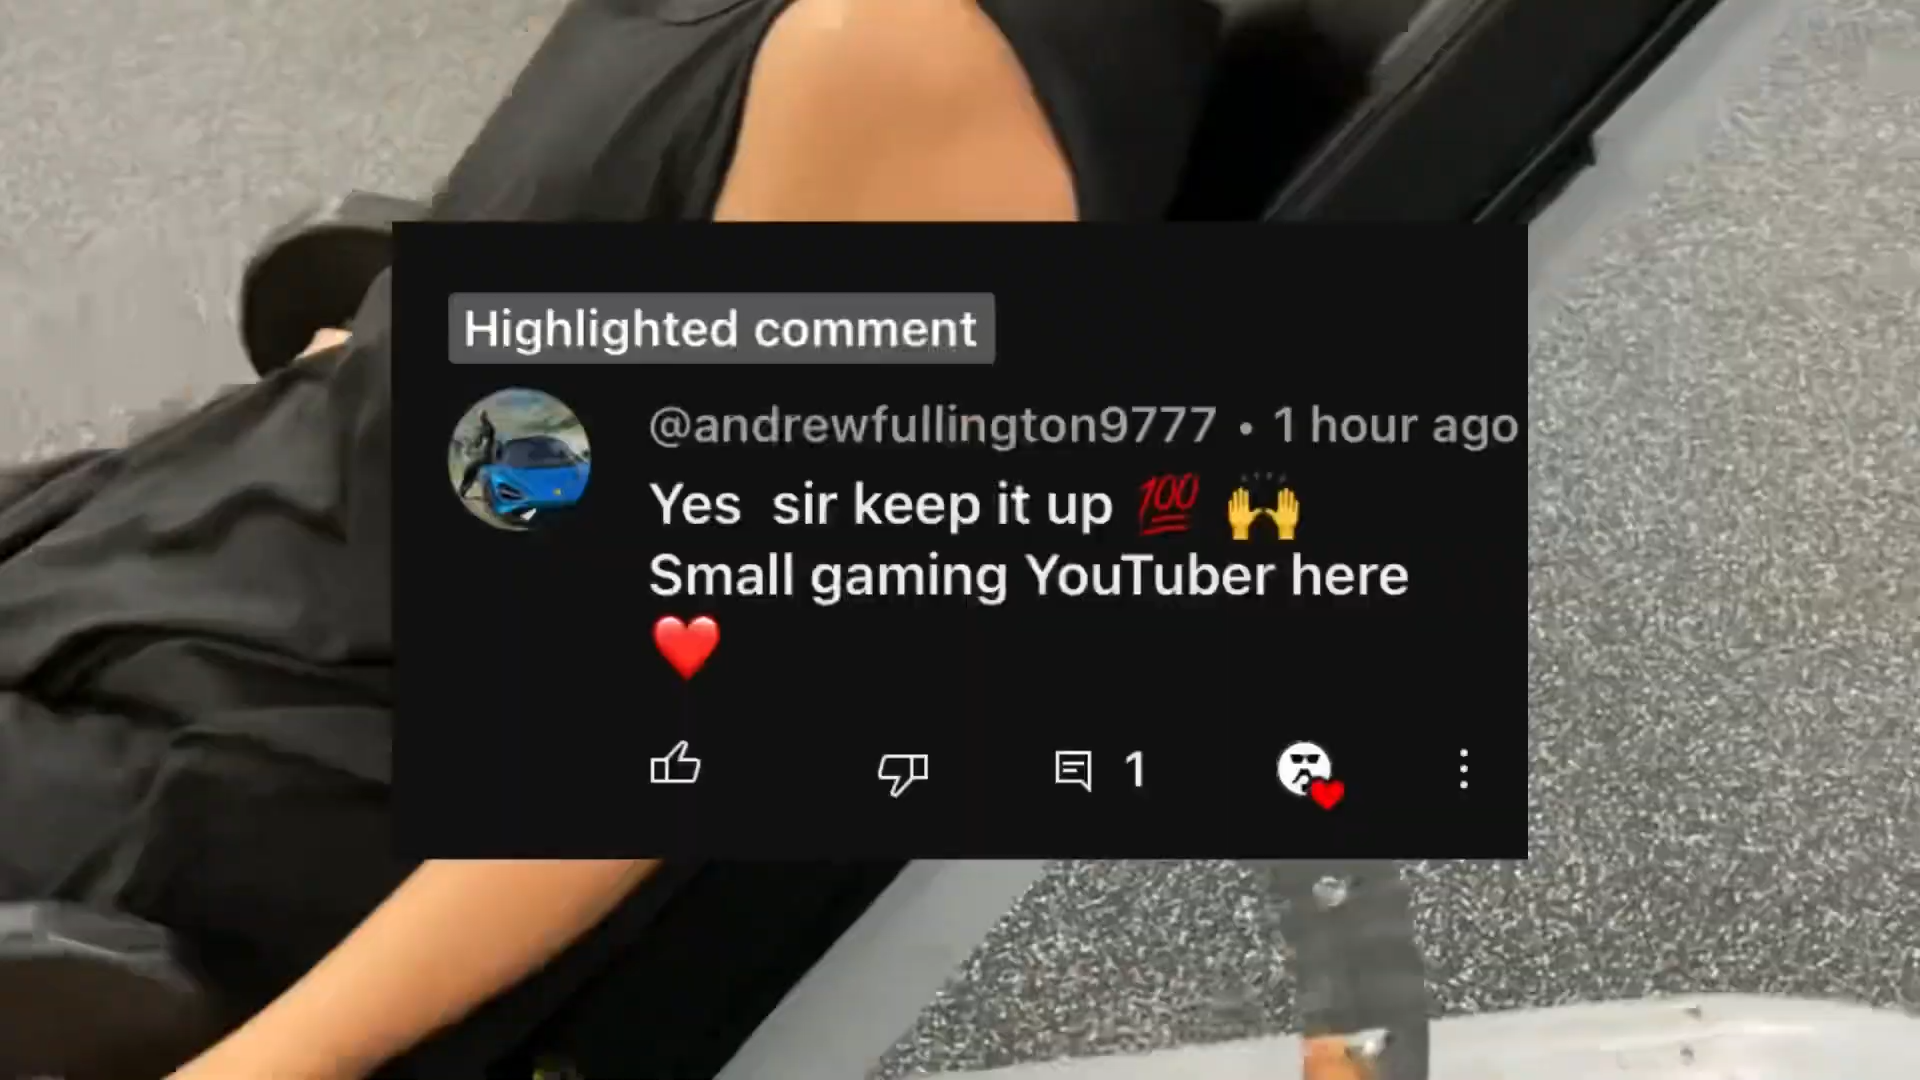 Highlighted comment
@andrewfullington9777 • 1 hour ago
Yes  sir keep it up 💯 🙌
Small gaming YouTuber here
❤️
1